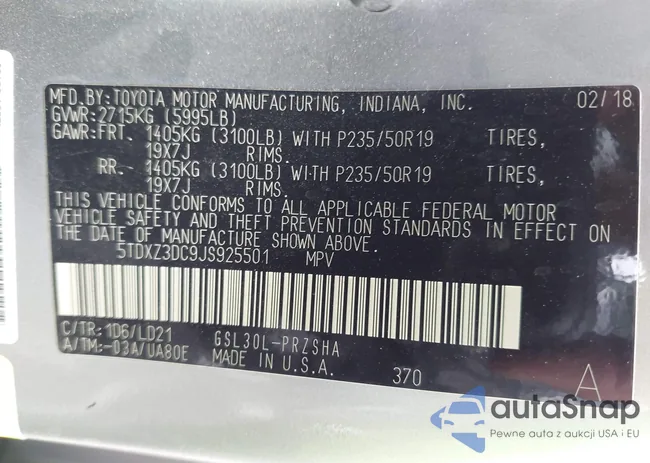 MFD.BY:TOYOTA MOTOR MANUFACTURING, INDIANA, INC. 02/18
GVWR:2715KG (5995LB)
GAWR:FRT. 1405KG (3100LB) WITH P235/50R19 TIRES,
19X7J RIMS.
RR. 1405KG (3100LB) WITH P235/50R19 TIRES,
19X7J RIMS.
THIS VEHICLE CONFORMS TO ALL APPLICABLE FEDERAL MOTOR
VEHICLE SAFETY AND THEFT PREVENTION STANDARDS IN EFFECT ON
THE DATE OF MANUFACTURE SHOWN ABOVE.
5TDXZ3DC9JS925501 MPV
C/TR:1D6/LD21 GSL30L-PRZSHA
A/TM:-03A/UA80E MADE IN U.S.A. 370 A
autaSnap
Pewne auta z aukcji USA i EU